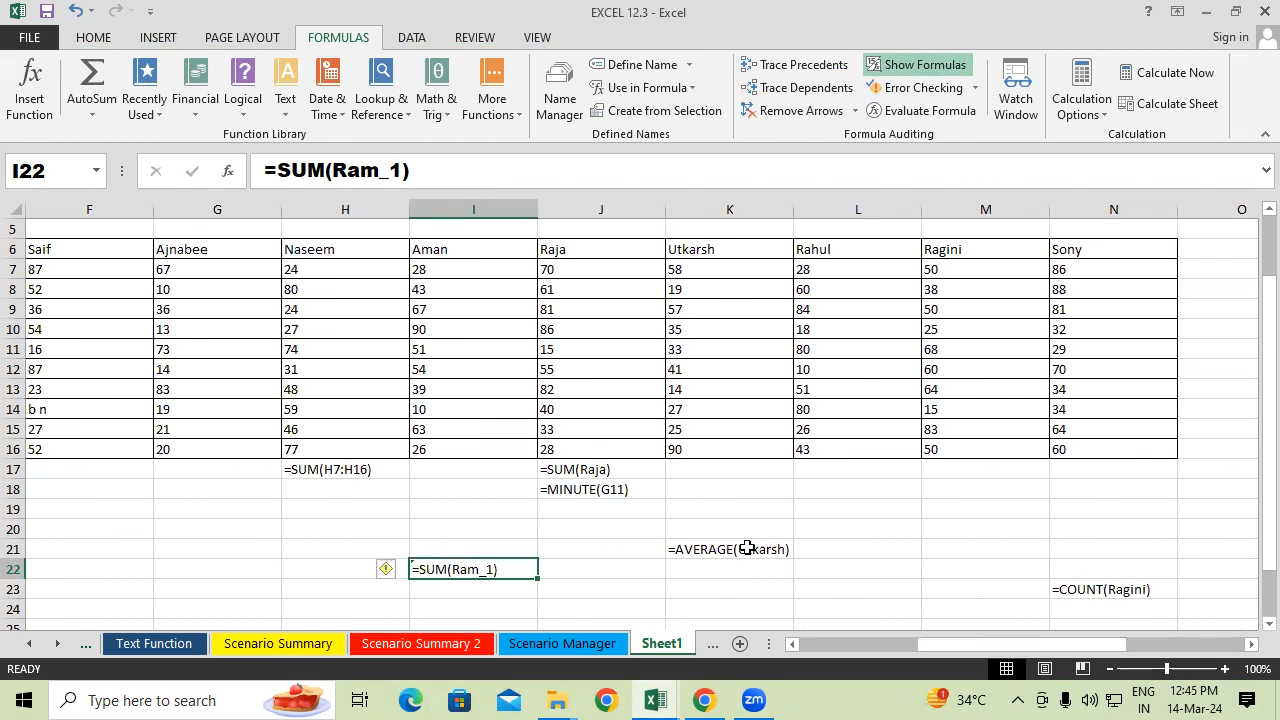 EXCEL 12.3 - Excel
?
FILE HOME INSERT PAGE LAYOUT FORMULAS DATA REVIEW VIEW Sign in
Insert Function
AutoSum
Recently Used
Financial
Logical
Text
Date & Time
Lookup & Reference
Math & Trig
More Functions
Function Library
Name Manager
Define Name
Use in Formula
Create from Selection
Defined Names
Trace Precedents
Trace Dependents
Remove Arrows
Show Formulas
Error Checking
Evaluate Formula
Formula Auditing
Watch Window
Calculation Options
Calculate Now
Calculate Sheet
Calculation
I22 fx =SUM(Ram_1)
F G H I J K L M N O
5
6 Saif Ajnabee Naseem Aman Raja Utkarsh Rahul Ragini Sony
7 87 67 24 28 70 58 28 50 86
8 52 10 80 43 61 19 60 38 88
9 36 36 24 67 81 57 84 50 81
10 54 13 27 90 86 35 18 25 32
11 16 73 74 51 15 33 80 68 29
12 87 14 31 54 55 41 10 60 70
13 23 83 48 39 82 14 51 64 34
14 b n 19 59 10 40 27 80 15 34
15 27 21 46 63 33 25 26 83 64
16 52 20 77 26 28 90 43 50 60
17 =SUM(H7:H16) =SUM(Raja)
18 =MINUTE(G11)
19
20
21 =AVERAGE(Utkarsh)
22 =SUM(Ram_1)
23 =COUNT(Ragini)
24
25
... Text Function Scenario Summary Scenario Summary 2 Scenario Manager Sheet1 ...
READY 100%
Type here to search 1 34°C ENG 12:45 PM
IN 14-Mar-24